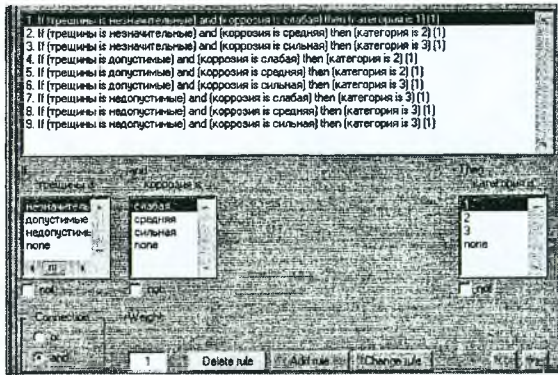 1. If (трещины is незначительные) and (коррозия is слабая) then (категория is 1) (1)
2. If (трещины is незначительные) and (коррозия is средняя) then (категория is 2) (1)
3. If (трещины is незначительные) and (коррозия is сильная) then (категория is 3) (1)
4. If (трещины is допустимые) and (коррозия is слабая) then (категория is 2) (1)
5. If (трещины is допустимые) and (коррозия is средняя) then (категория is 2) (1)
6. If (трещины is допустимые) and (коррозия is сильная) then (категория is 3) (1)
7. If (трещины is недопустимые) and (коррозия is слабая) then (категория is 3) (1)
8. If (трещины is недопустимые) and (коррозия is средняя) then (категория is 3) (1)
9. If (трещины is недопустимые) and (коррозия is сильная) then (категория is 3) (1)
If and Then
трещины is коррозия is категория is
незначитель слабая 1
допустимые средняя 2
недопустимы сильная 3
none none none
not not not
Connection Weight
or
and 1 Delete rule Add rule Change rule